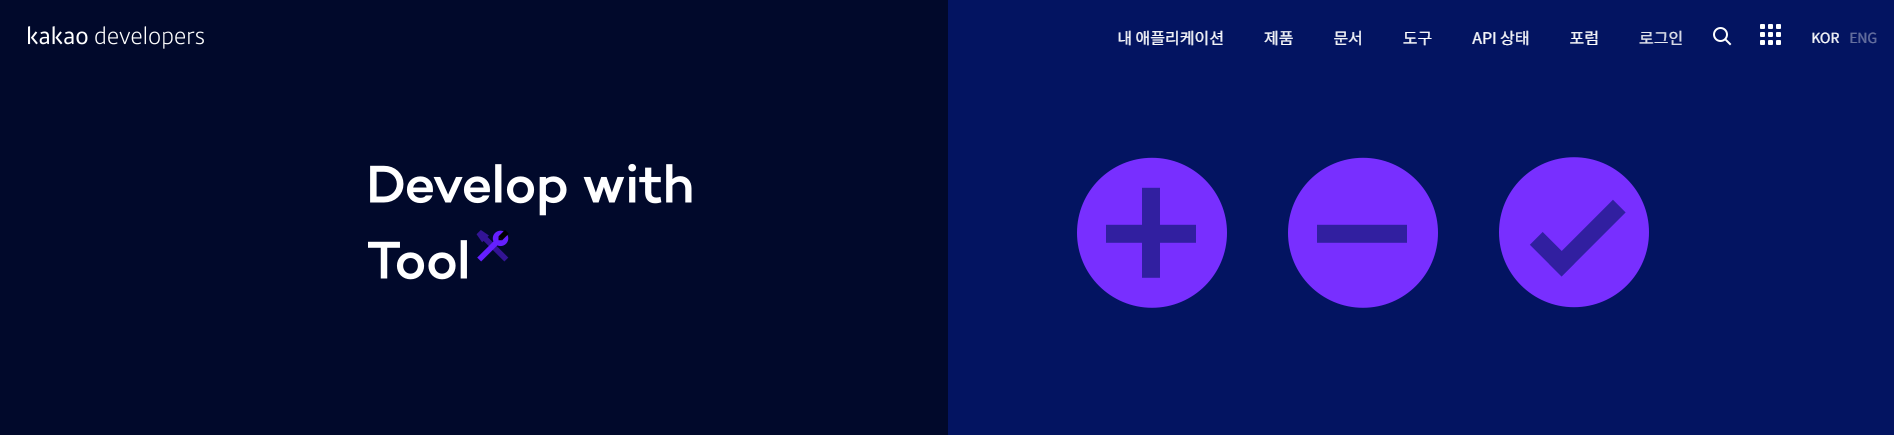 kakao developers
내 애플리케이션 제품 문서 도구 API 상태 포럼 로그인 KOR ENG
Develop with
Tool